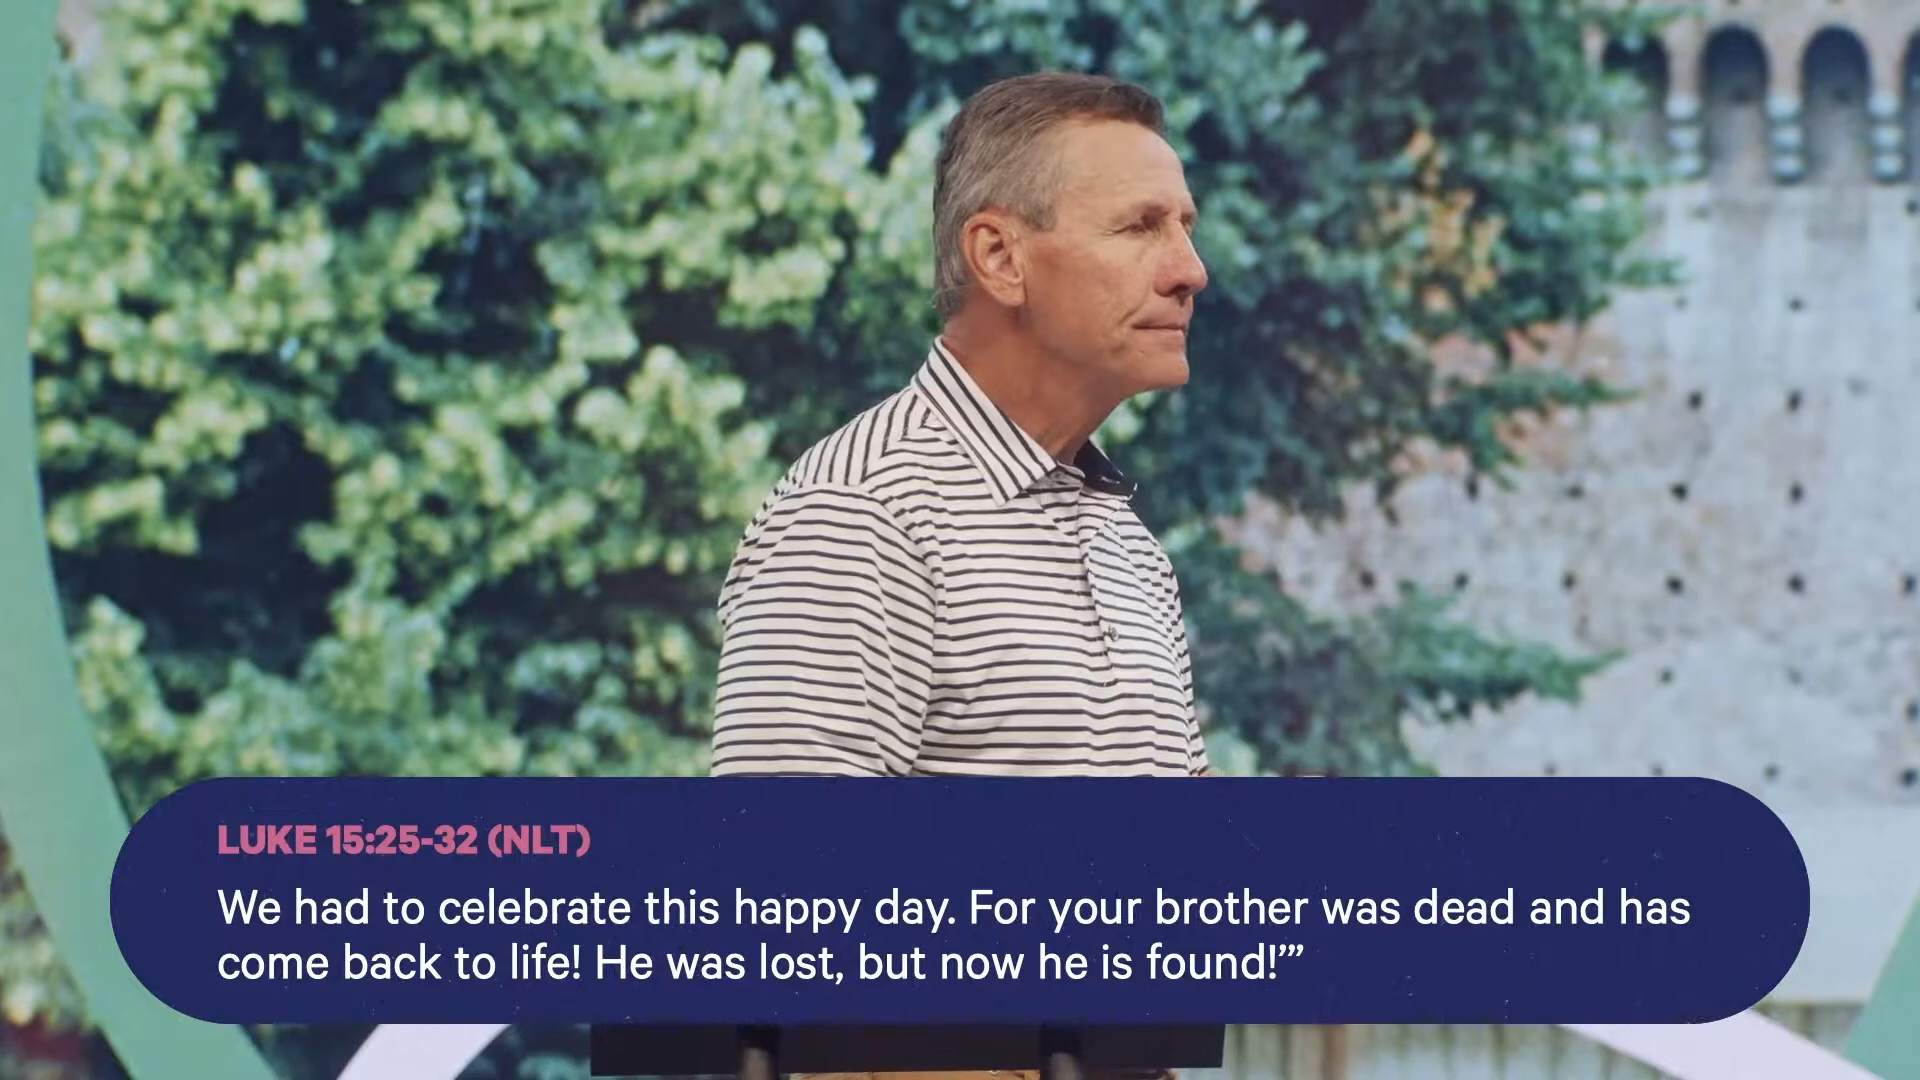 LUKE 15:25-32 (NLT)
We had to celebrate this happy day. For your brother was dead and has
come back to life! He was lost, but now he is found!’”